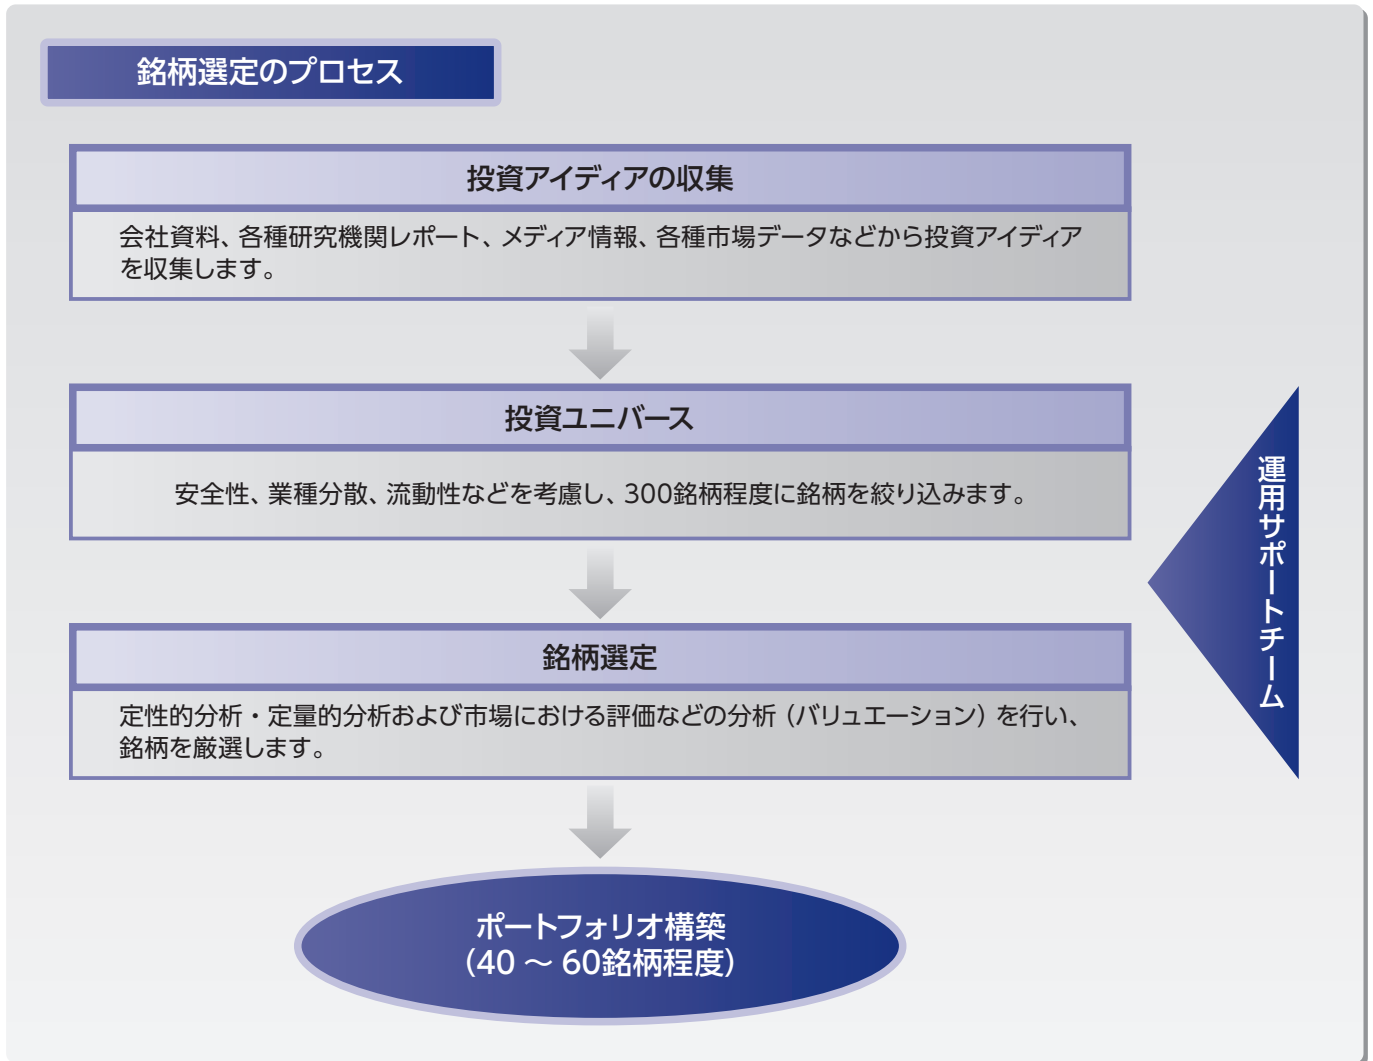 銘柄選定のプロセス
投資アイディアの収集
会社資料、各種研究機関レポート、メディア情報、各種市場データなどから投資アイディア
を収集します。
投資ユニバース
安全性、業種分散、流動性などを考慮し、300銘柄程度に銘柄を絞り込みます。
銘柄選定
定性的分析・定量的分析および市場における評価などの分析（バリュエーション）を行い、
銘柄を厳選します。
運用サポートチーム
ポートフォリオ構築
（40 ～ 60銘柄程度）